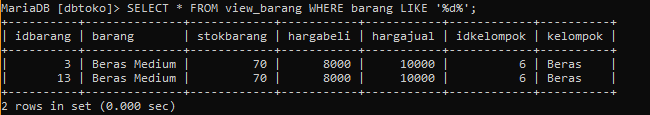 MariaDB [dbtoko]> SELECT * FROM view_barang WHERE barang LIKE '%d%';
+----------+--------------+------------+-----------+-----------+------------+----------+
| idbarang | barang       | stokbarang | hargabeli | hargajual | idkelompok | kelompok |
+----------+--------------+------------+-----------+-----------+------------+----------+
|        3 | Beras Medium |         70 |      8000 |     10000 |          6 | Beras    |
|       13 | Beras Medium |         70 |      8000 |     10000 |          6 | Beras    |
+----------+--------------+------------+-----------+-----------+------------+----------+
2 rows in set (0.000 sec)